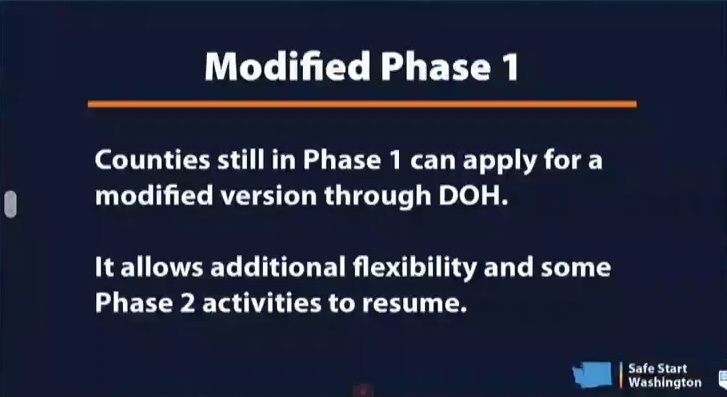 Modified Phase 1
Counties still in Phase 1 can apply for a
modified version through DOH.
It allows additional flexibility and some
Phase 2 activities to resume.
Safe Start
Washington